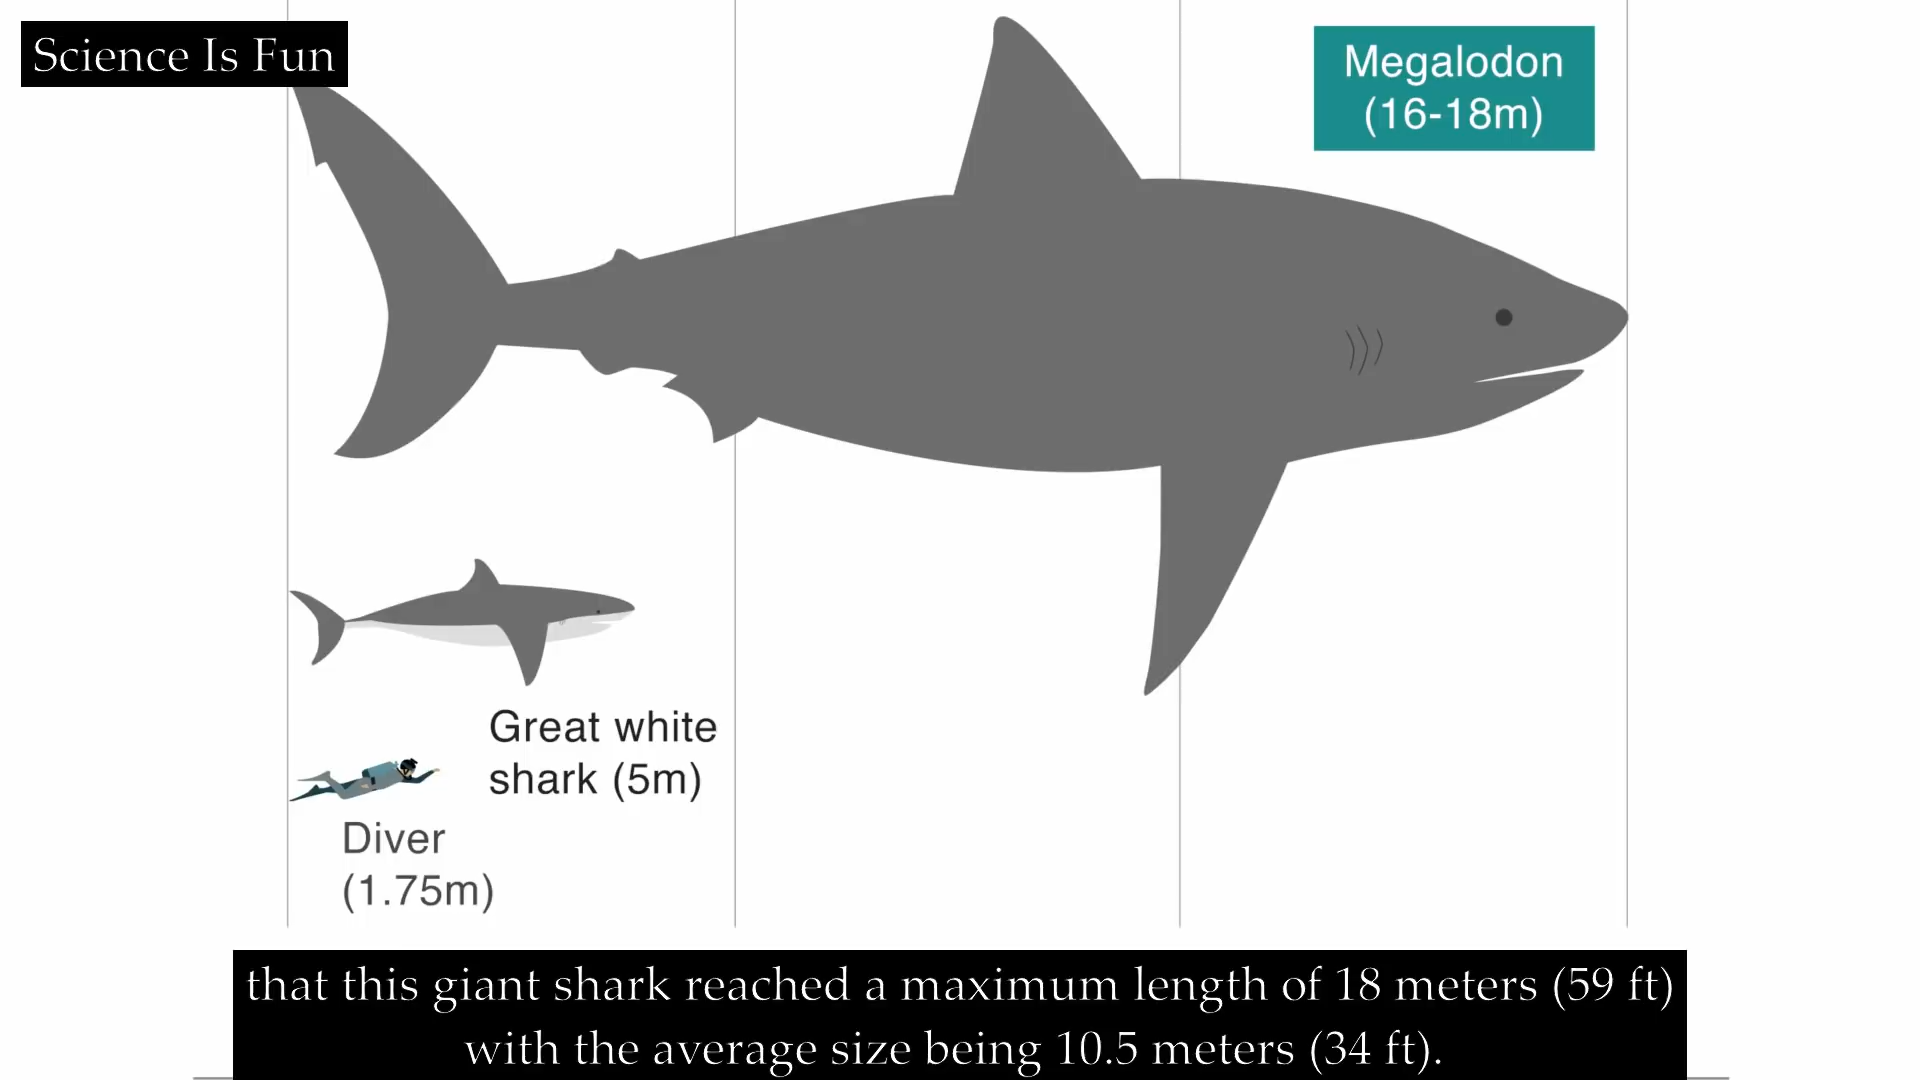 Science Is Fun
Megalodon
(16-18m)
Great white
shark (5m)
Diver
(1.75m)
that this giant shark reached a maximum length of 18 meters (59 ft)
with the average size being 10.5 meters (34 ft).